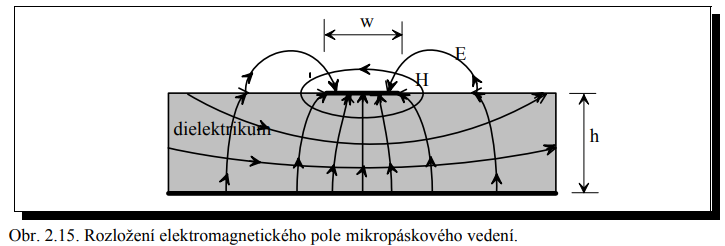 w
E
H
dielektrikum
h
Obr. 2.15. Rozložení elektromagnetického pole mikropáskového vedení.